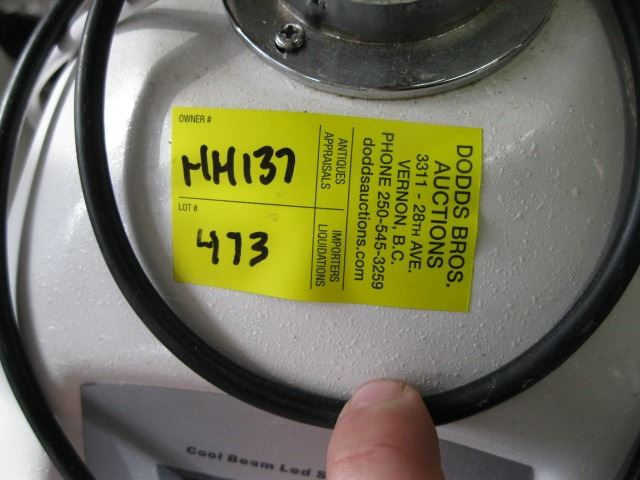 OWNER #
HH137
LOT #
473
ANTIQUES
APPRAISALS
IMPORTERS
LIQUIDATIONS
DODDS BROS.
AUCTIONS
3311 - 28TH AVE.
VERNON, B.C.
PHONE 250-545-3259
doddsauctions.com
Cool Beam Led S